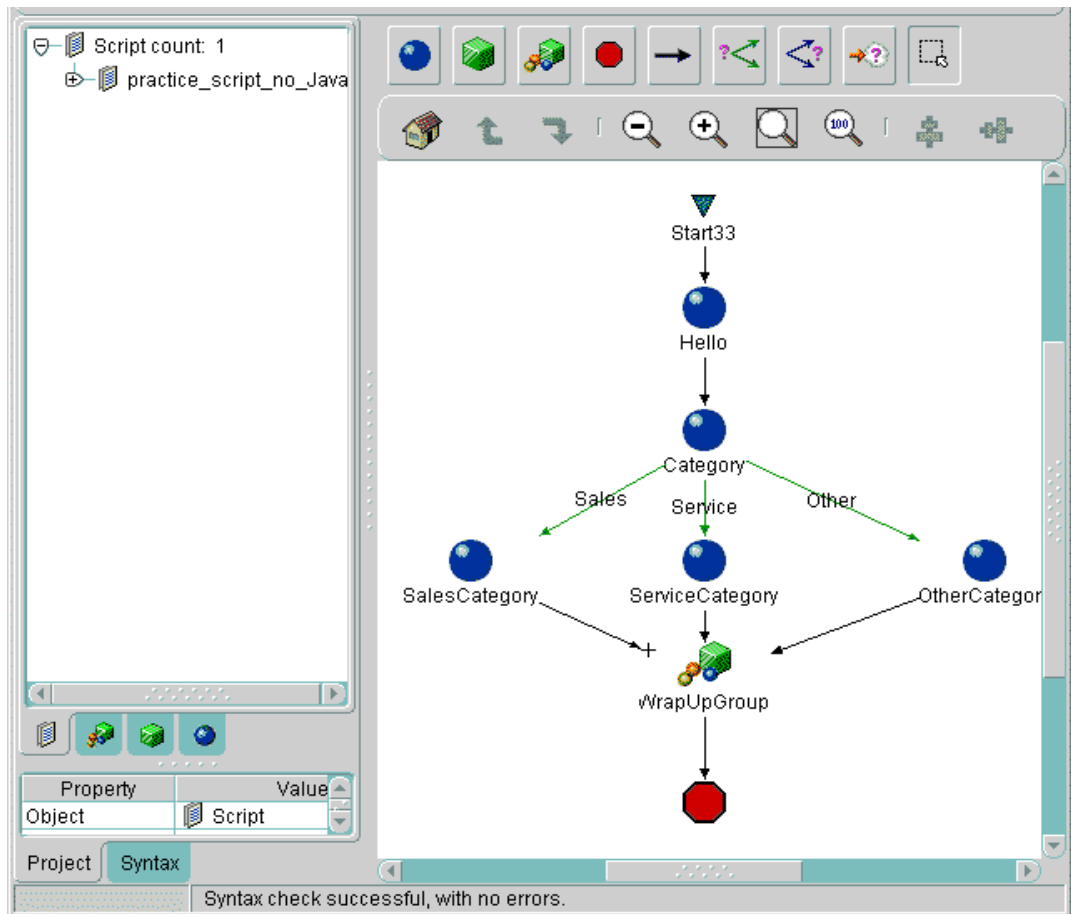 Script count: 1
practice_script_no_Java
100
Start33
Hello
Category
Sales
Service
Other
SalesCategory
ServiceCategory
OtherCategor
WrapUpGroup
Property Value
Object Script
Project Syntax
Syntax check successful, with no errors.